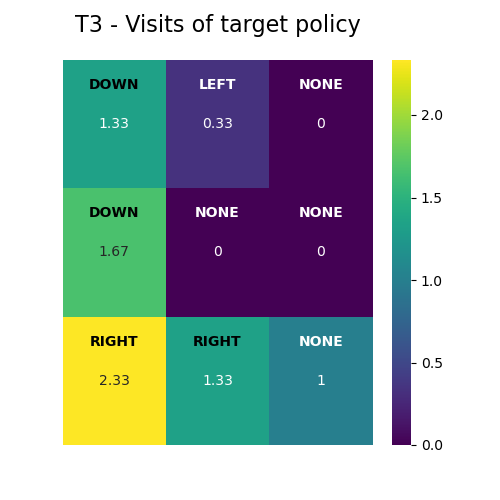 T3 - Visits of target policy
DOWN LEFT NONE
1.33 0.33 0
DOWN NONE NONE
1.67 0 0
RIGHT RIGHT NONE
2.33 1.33 1
2.0
1.5
1.0
0.5
0.0